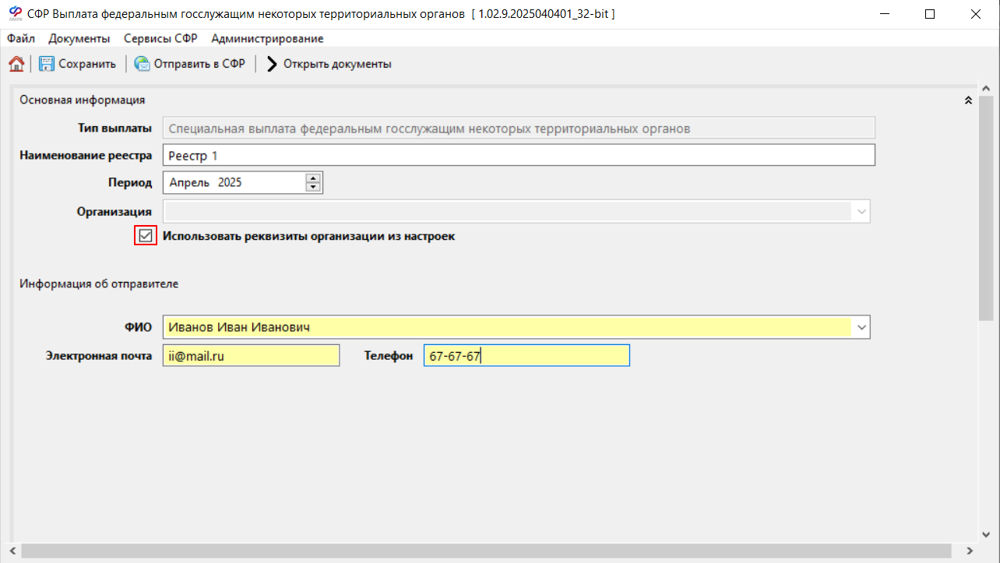 СФР Выплата федеральным госслужащим некоторых территориальных органов [ 1.02.9.2025040401_32-bit ]
Файл Документы Сервисы СФР Администрирование
Сохранить Отправить в СФР Открыть документы
Основная информация
Тип выплаты Специальная выплата федеральным госслужащим некоторых территориальных органов
Наименование реестра Реестр 1
Период Апрель 2025
Организация
Использовать реквизиты организации из настроек
Информация об отправителе
ФИО Иванов Иван Иванович
Электронная почта ii@mail.ru Телефон 67-67-67